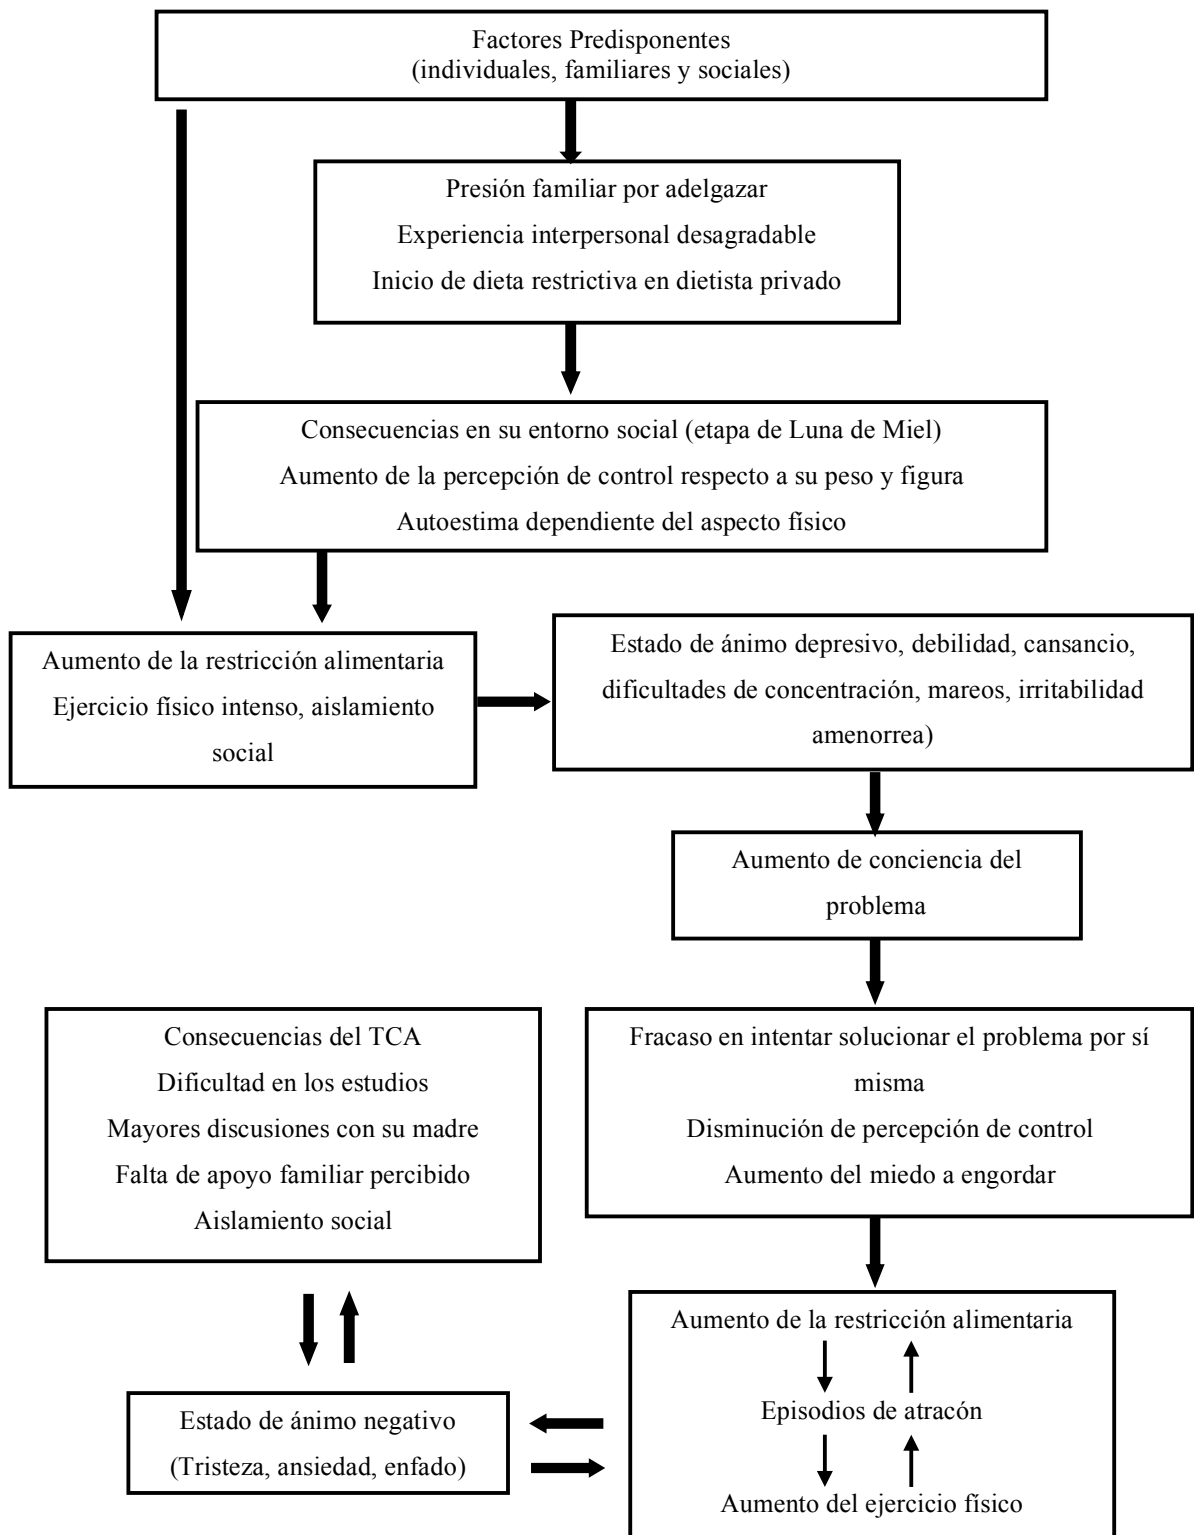 Factores Predisponentes
(individuales, familiares y sociales)
Presión familiar por adelgazar
Experiencia interpersonal desagradable
Inicio de dieta restrictiva en dietista privado
Consecuencias en su entorno social (etapa de Luna de Miel)
Aumento de la percepción de control respecto a su peso y figura
Autoestima dependiente del aspecto físico
Aumento de la restricción alimentaria
Ejercicio físico intenso, aislamiento
social
Estado de ánimo depresivo, debilidad, cansancio,
dificultades de concentración, mareos, irritabilidad
amenorrea)
Aumento de conciencia del
problema
Fracaso en intentar solucionar el problema por sí
misma
Disminución de percepción de control
Aumento del miedo a engordar
Consecuencias del TCA
Dificultad en los estudios
Mayores discusiones con su madre
Falta de apoyo familiar percibido
Aislamiento social
Aumento de la restricción alimentaria
Episodios de atracón
Aumento del ejercicio físico
Estado de ánimo negativo
(Tristeza, ansiedad, enfado)